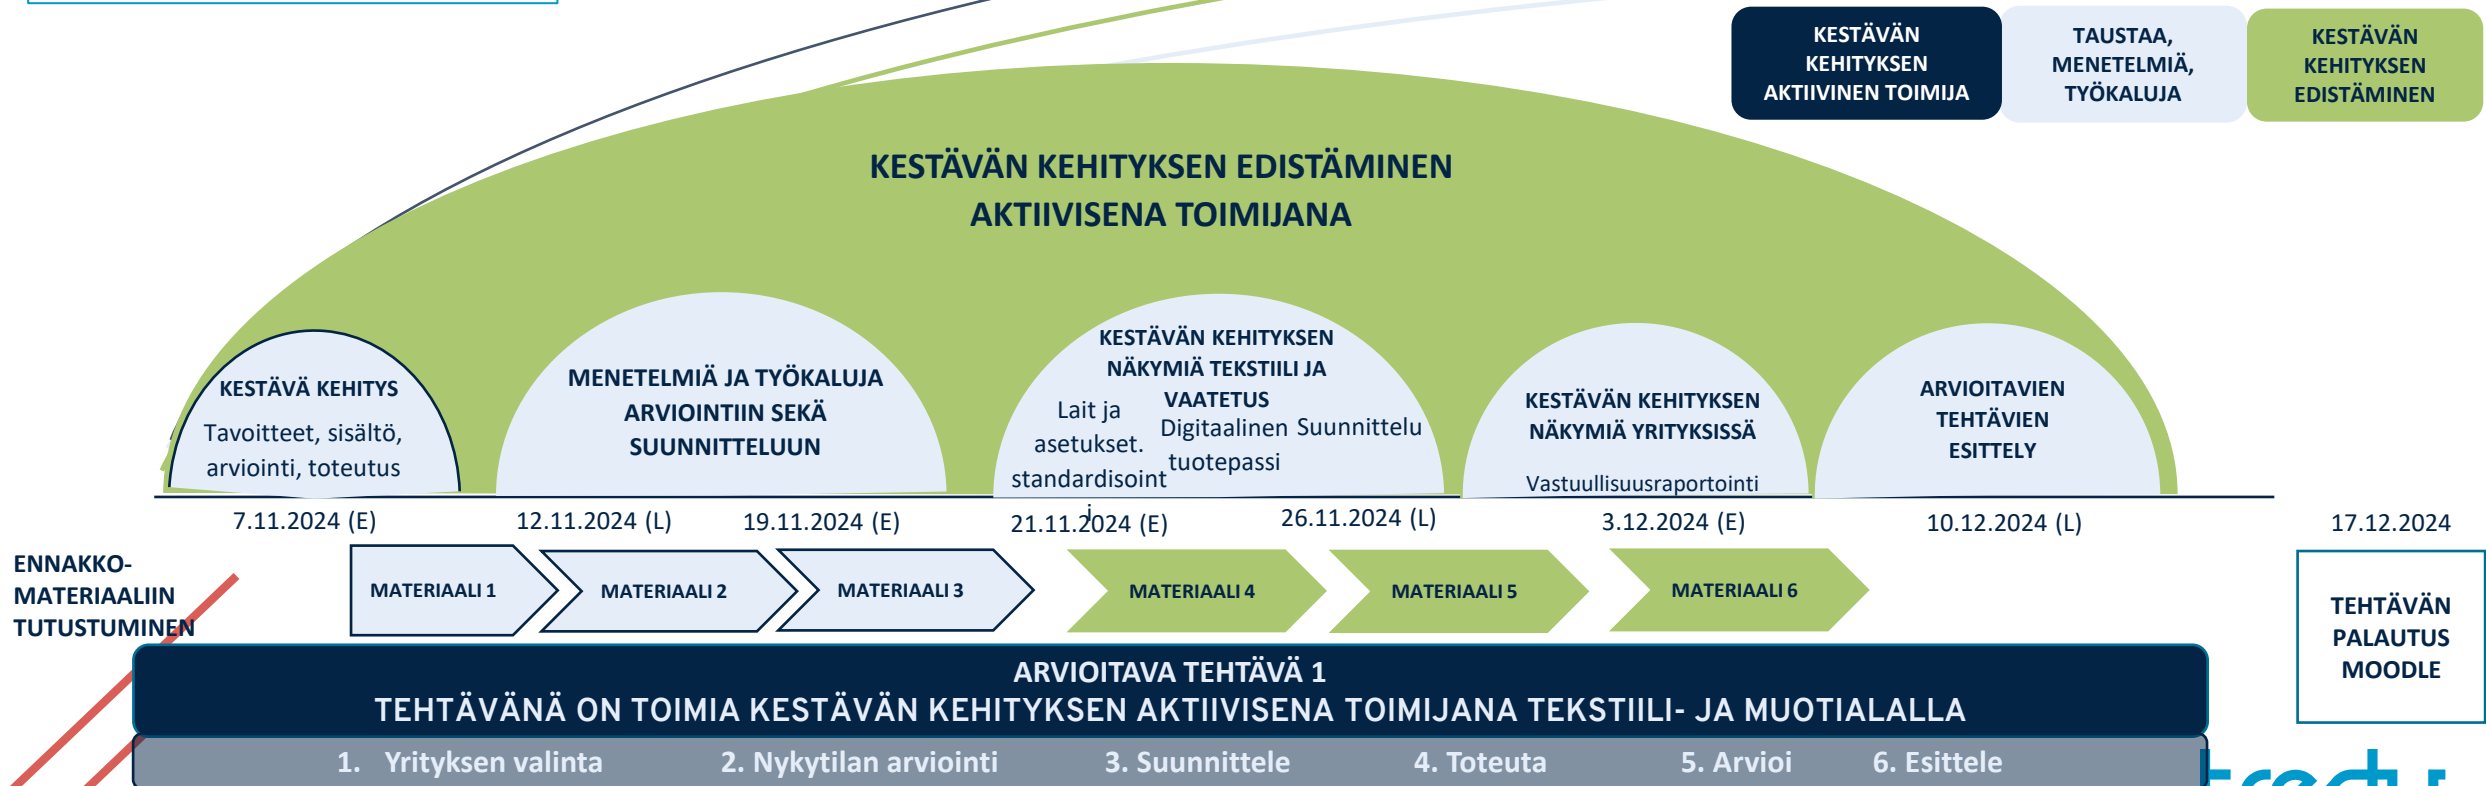 KESTÄVÄN
KEHITYKSEN
AKTIIVINEN TOIMIJA
TAUSTAA,
MENETELMIÄ,
TYÖKALUJA
KESTÄVÄN
KEHITYKSEN
EDISTÄMINEN
KESTÄVÄN KEHITYKSEN EDISTÄMINEN
AKTIIVISENA TOIMIJANA
KESTÄVÄ KEHITYS
Tavoitteet, sisältö,
arviointi, toteutus
MENETELMIÄ JA TYÖKALUJA
ARVIOINTIIN SEKÄ
SUUNNITTELUUN
KESTÄVÄN KEHITYKSEN
NÄKYMIÄ TEKSTIILI JA
VAATETUS
Lait ja
asetukset.
standardisoint
i
Digitaalinen
tuotepassi
Suunnittelu
KESTÄVÄN KEHITYKSEN
NÄKYMIÄ YRITYKSISSÄ
Vastuullisuusraportointi
ARVIOITAVIEN
TEHTÄVIEN
ESITTELY
7.11.2024 (E)
12.11.2024 (L)
19.11.2024 (E)
21.11.2024 (E)
26.11.2024 (L)
3.12.2024 (E)
10.12.2024 (L)
17.12.2024
ENNAKKO-
MATERIAALIIN
TUTUSTUMINEN
MATERIAALI 1
MATERIAALI 2
MATERIAALI 3
MATERIAALI 4
MATERIAALI 5
MATERIAALI 6
TEHTÄVÄN
PALAUTUS
MOODLE
ARVIOITAVA TEHTÄVÄ 1
TEHTÄVÄNÄ ON TOIMIA KESTÄVÄN KEHITYKSEN AKTIIVISENA TOIMIJANA TEKSTIILI- JA MUOTIALALLA
1. Yrityksen valinta
2. Nykytilan arviointi
3. Suunnittele
4. Toteuta
5. Arvioi
6. Esittele